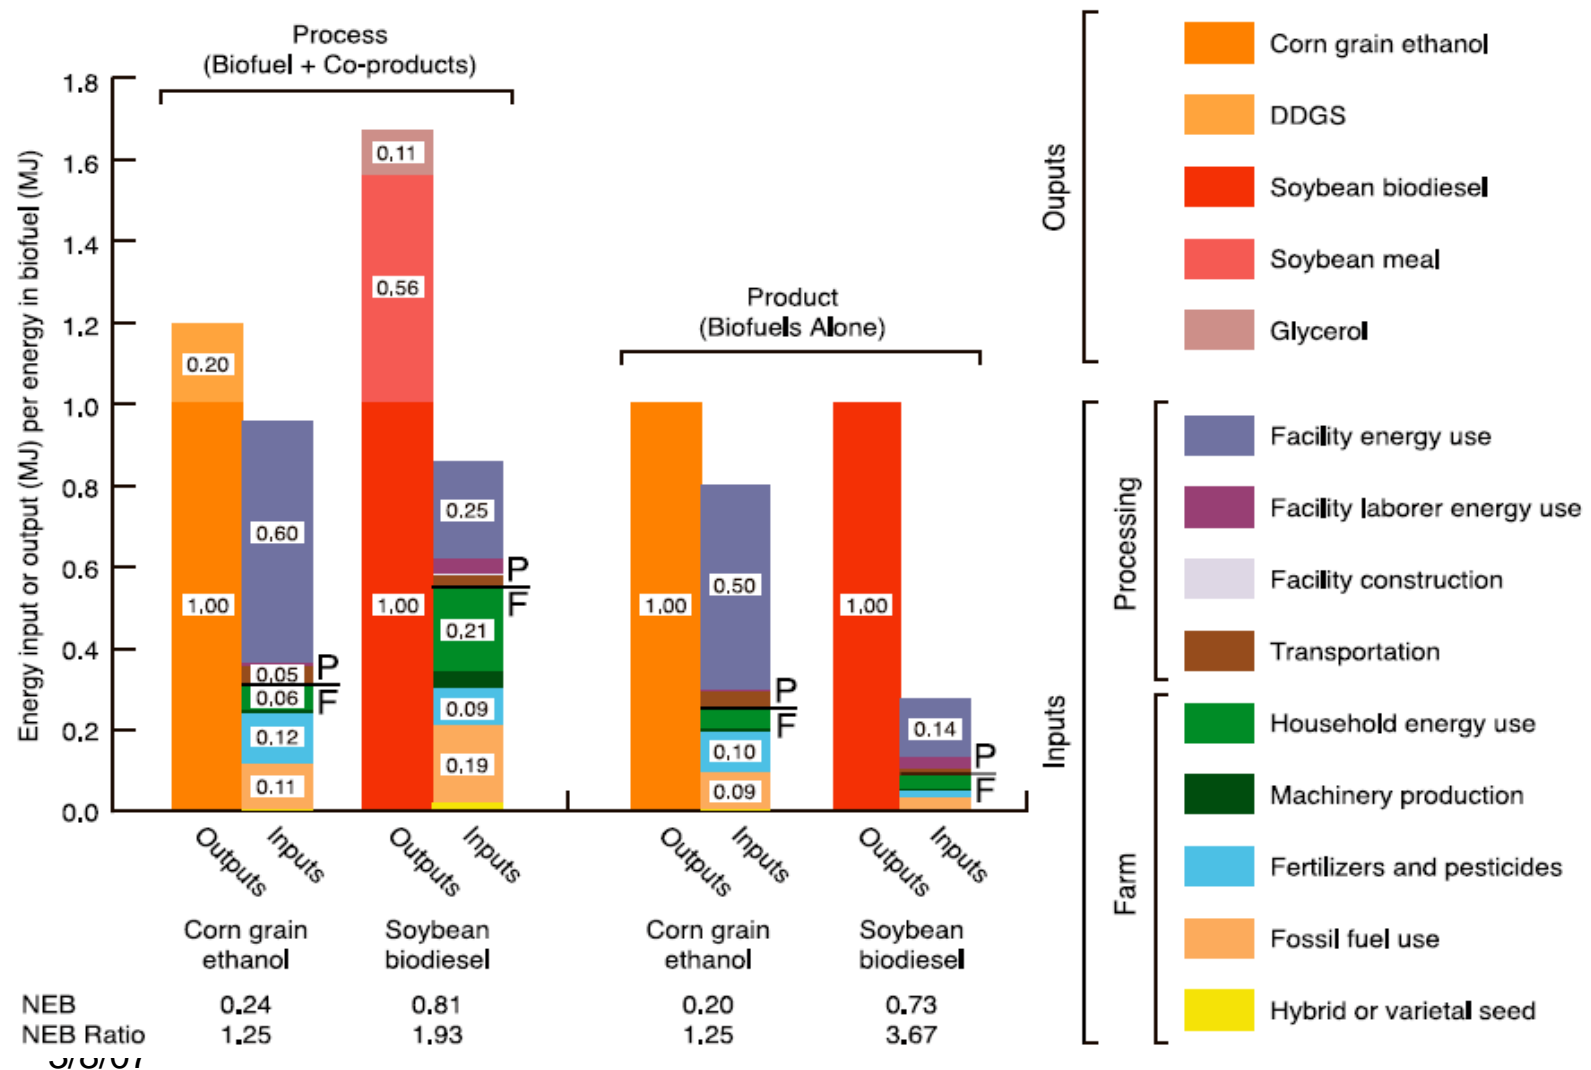 Process
(Biofuel + Co-products)
Energy input or output (MJ) per energy in biofuel (MJ)
1.8
1.6
1.4
1.2
1.0
0.8
0.6
0.4
0.2
0.0
0.20
1.00
0.60
0.05
P
0.06
F
0.12
0.11
0.11
0.56
1.00
0.25
P
F
0.21
0.09
0.19
Product
(Biofuels Alone)
1.00
0.50
P
F
0.10
0.09
1.00
0.14
P
F
Outputs
Inputs
Outputs
Inputs
Outputs
Inputs
Outputs
Inputs
Corn grain
ethanol
Soybean
biodiesel
Corn grain
ethanol
Soybean
biodiesel
NEB 0.24 0.81 0.20 0.73
NEB Ratio 1.25 1.93 1.25 3.67
Ouputs
Corn grain ethanol
DDGS
Soybean biodiesel
Soybean meal
Glycerol
Inputs
Processing
Facility energy use
Facility laborer energy use
Facility construction
Transportation
Farm
Household energy use
Machinery production
Fertilizers and pesticides
Fossil fuel use
Hybrid or varietal seed